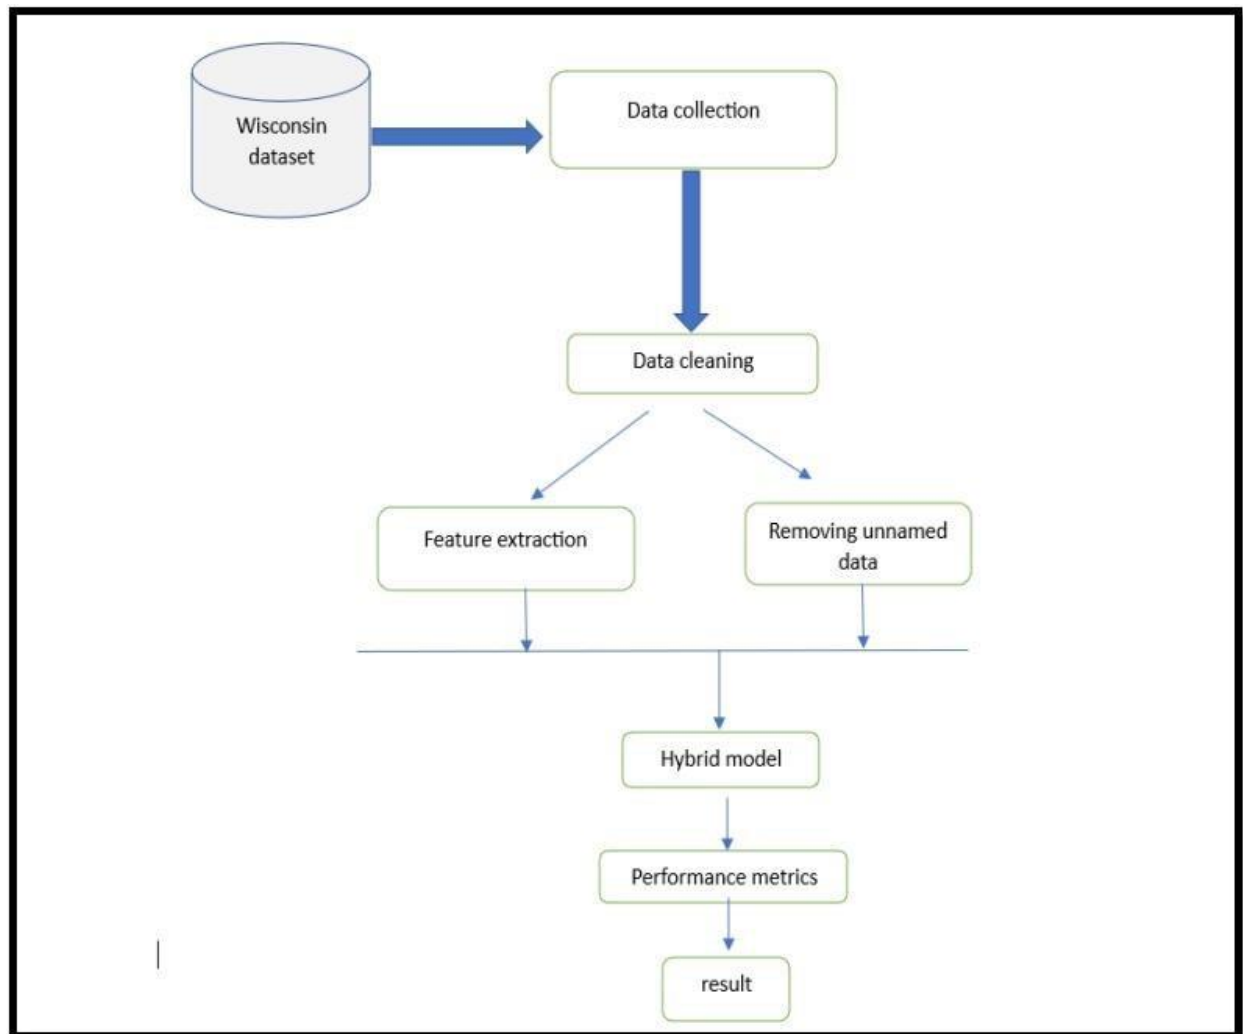 Wisconsin
dataset
Data collection
Data cleaning
Feature extraction
Removing unnamed
data
Hybrid model
Performance metrics
result